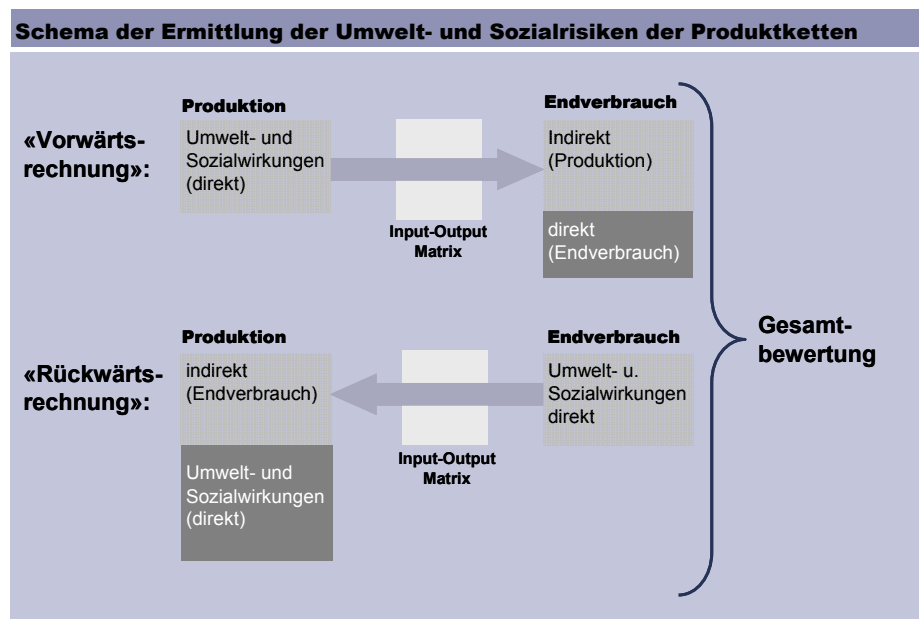 Schema der Ermittlung der Umwelt- und Sozialrisiken der Produktketten
«Vorwärts-
rechnung»:
Produktion
Umwelt- und
Sozialwirkungen
(direkt)
Input-Output
Matrix
Endverbrauch
Indirekt
(Produktion)
direkt
(Endverbrauch)
«Rückwärts-
rechnung»:
Produktion
indirekt
(Endverbrauch)
Umwelt- und
Sozialwirkungen
(direkt)
Input-Output
Matrix
Endverbrauch
Umwelt- u.
Sozialwirkungen
direkt
Gesamt-
bewertung